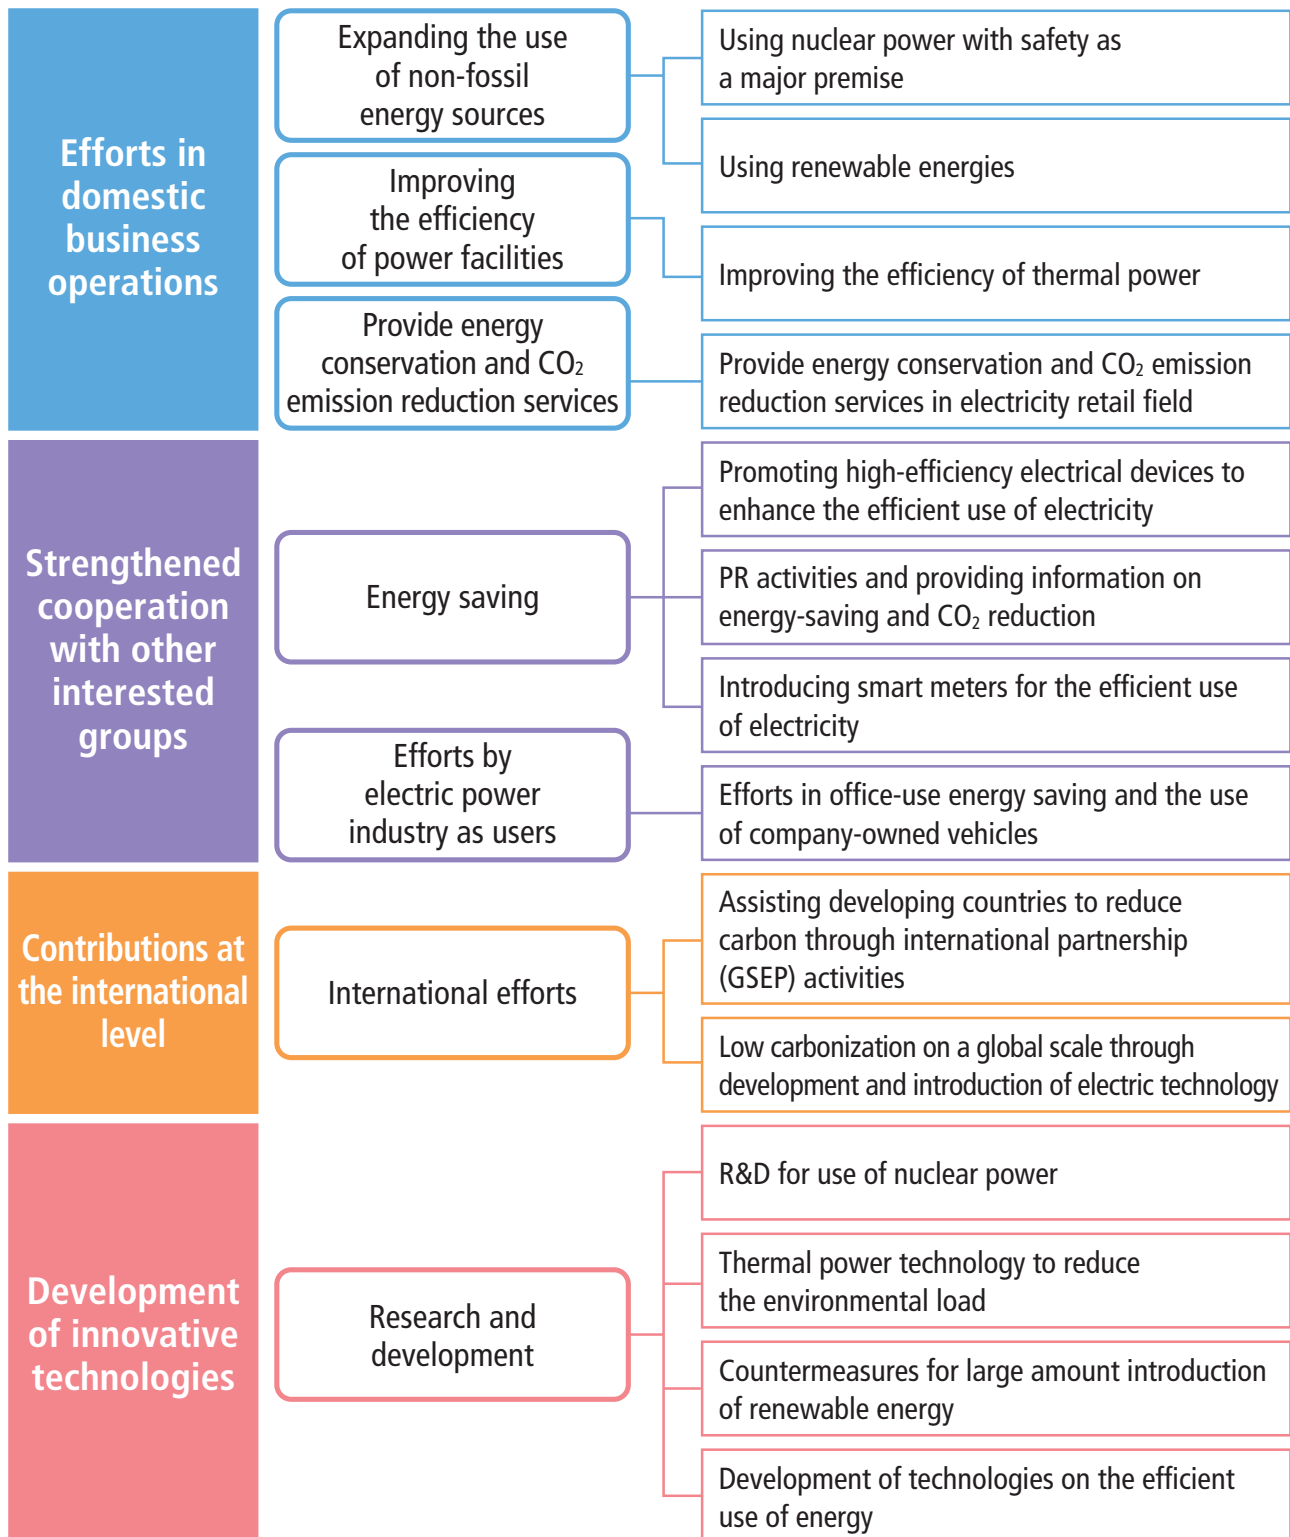 Efforts in
domestic
business
operations
Expanding the use
of non-fossil
energy sources
Using nuclear power with safety as
a major premise
Using renewable energies
Improving
the efficiency
of power facilities
Improving the efficiency of thermal power
Provide energy
conservation and CO₂
emission reduction services
Provide energy conservation and CO₂ emission
reduction services in electricity retail field
Strengthened
cooperation
with other
interested
groups
Energy saving
Promoting high-efficiency electrical devices to
enhance the efficient use of electricity
PR activities and providing information on
energy-saving and CO₂ reduction
Introducing smart meters for the efficient use
of electricity
Efforts by
electric power
industry as users
Efforts in office-use energy saving and the use
of company-owned vehicles
Contributions at
the international
level
International efforts
Assisting developing countries to reduce
carbon through international partnership
(GSEP) activities
Low carbonization on a global scale through
development and introduction of electric technology
Development
of innovative
technologies
Research and
development
R&D for use of nuclear power
Thermal power technology to reduce
the environmental load
Countermeasures for large amount introduction
of renewable energy
Development of technologies on the efficient
use of energy